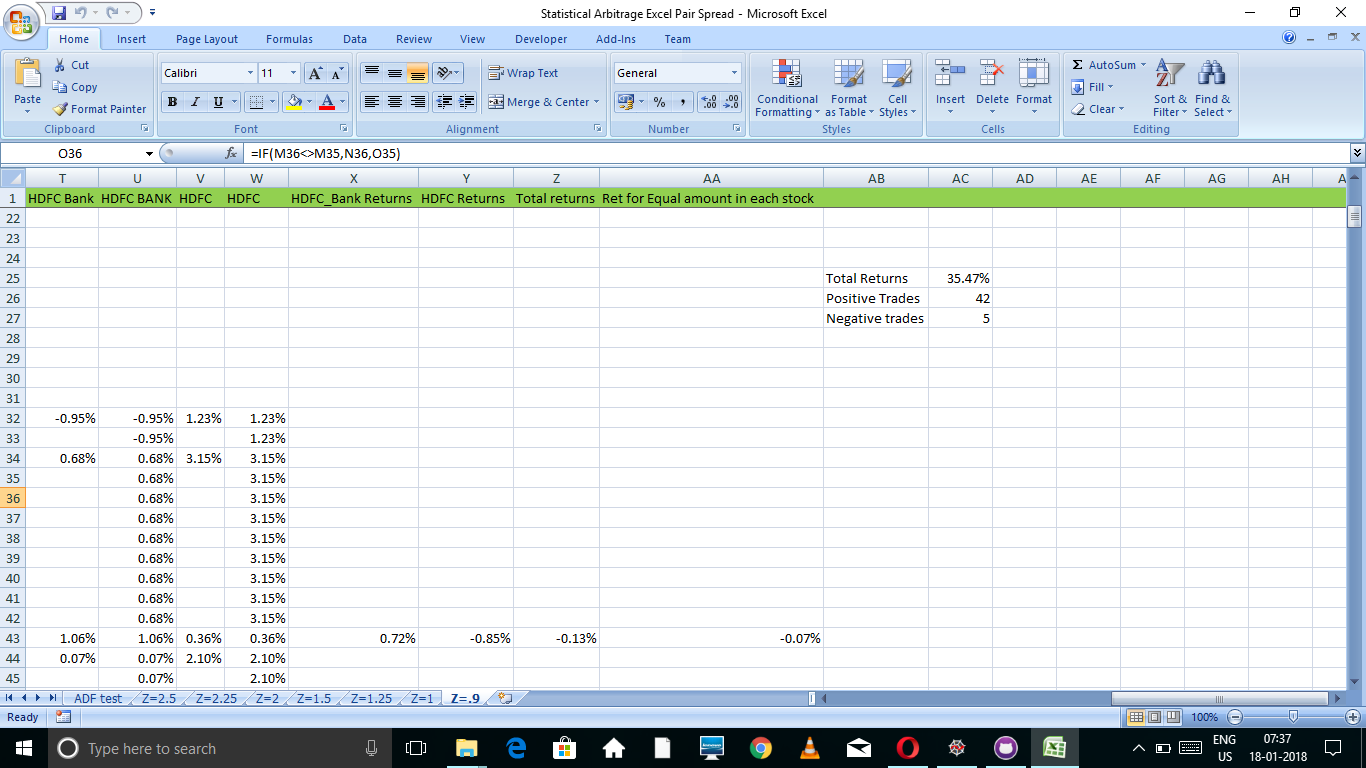 Statistical Arbitrage Excel Pair Spread - Microsoft Excel
Home Insert Page Layout Formulas Data Review View Developer Add-Ins Team
Paste Cut Copy Format Painter
Clipboard
Calibri 11
B I U
Font
Wrap Text
Merge & Center
Alignment
General
% ,
Number
Conditional Formatting Format as Table Cell Styles
Styles
Insert Delete Format
Cells
Σ AutoSum Fill Clear
Sort & Filter Find & Select
Editing
O36 fx =IF(M36<>M35,N36,O35)
T U V W X Y Z AA AB AC AD AE AF AG AH A
1 HDFC Bank HDFC BANK HDFC HDFC HDFC_Bank Returns HDFC Returns Total returns Ret for Equal amount in each stock
22
23
24
25 Total Returns 35.47%
26 Positive Trades 42
27 Negative trades 5
28
29
30
31
32 -0.95% -0.95% 1.23% 1.23%
33 -0.95% 1.23%
34 0.68% 0.68% 3.15% 3.15%
35 0.68% 3.15%
36 0.68% 3.15%
37 0.68% 3.15%
38 0.68% 3.15%
39 0.68% 3.15%
40 0.68% 3.15%
41 0.68% 3.15%
42 0.68% 3.15%
43 1.06% 1.06% 0.36% 0.36% 0.72% -0.85% -0.13% -0.07%
44 0.07% 0.07% 2.10% 2.10%
45 0.07% 2.10%
ADF test Z=2.5 Z=2.25 Z=2 Z=1.5 Z=1.25 Z=1 Z=.9
Ready 100%
Type here to search
ENG US
07:37
18-01-2018